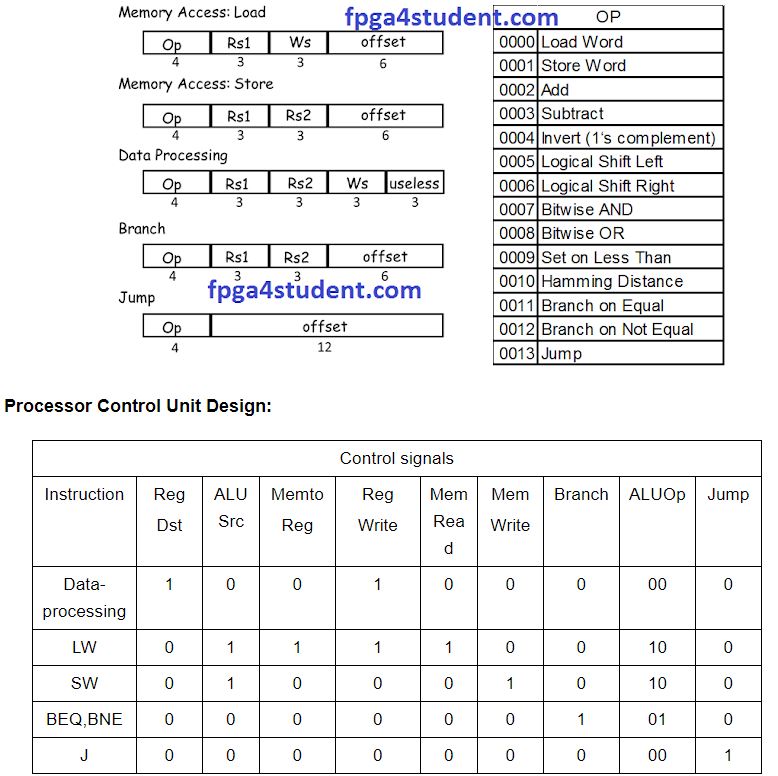 Memory Access: Load
fpga4student.com
Op Rs1 Ws offset
4 3 3 6
Memory Access: Store
Op Rs1 Rs2 offset
4 3 3 6
Data Processing
Op Rs1 Rs2 Ws useless
4 3 3 3 3
Branch
Op Rs1 Rs2 offset
4 3 3 6
fpga4student.com
Jump
Op offset
4 12
OP
0000 Load Word
0001 Store Word
0002 Add
0003 Subtract
0004 Invert (1's complement)
0005 Logical Shift Left
0006 Logical Shift Right
0007 Bitwise AND
0008 Bitwise OR
0009 Set on Less Than
0010 Hamming Distance
0011 Branch on Equal
0012 Branch on Not Equal
0013 Jump
Processor Control Unit Design:
Control signals
Instruction
Reg
Dst
ALU
Src
Memto
Reg
Reg
Write
Mem
Rea
d
Mem
Write
Branch
ALUOp
Jump
Data-
processing
1 0 0 1 0 0 0 00 0
LW 0 1 1 1 1 0 0 10 0
SW 0 1 0 0 0 1 0 10 0
BEQ,BNE 0 0 0 0 0 0 1 01 0
J 0 0 0 0 0 0 0 00 1